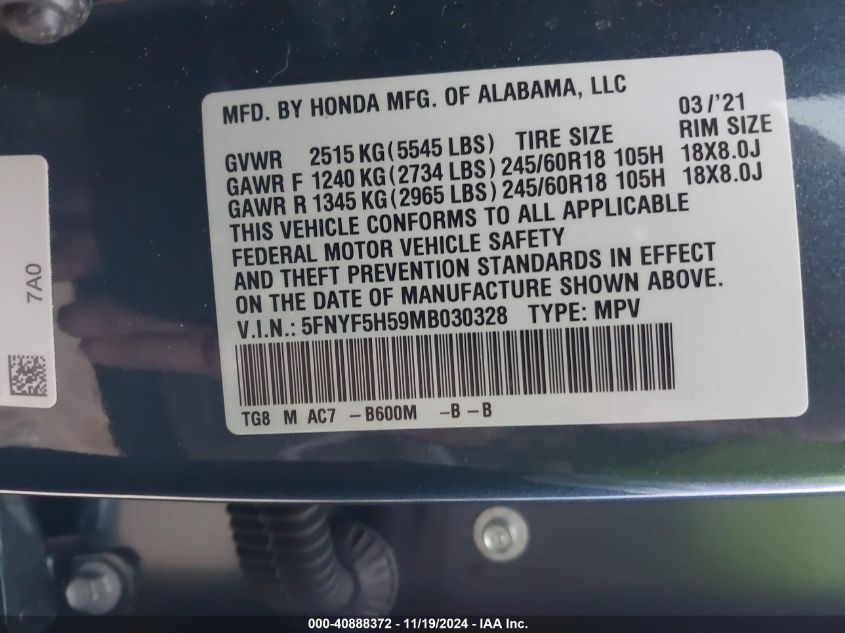 MFD. BY HONDA MFG. OF ALABAMA, LLC 03/'21
GVWR 2515 KG(5545 LBS) TIRE SIZE RIM SIZE
GAWR F 1240 KG(2734 LBS) 245/60R18 105H 18X8.0J
GAWR R 1345 KG(2965 LBS) 245/60R18 105H 18X8.0J
THIS VEHICLE CONFORMS TO ALL APPLICABLE
FEDERAL MOTOR VEHICLE SAFETY
AND THEFT PREVENTION STANDARDS IN EFFECT
ON THE DATE OF MANUFACTURE SHOWN ABOVE.
V.I.N.: 5FNYF5H59MB030328 TYPE: MPV
TG8 M AC7 -B600M -B-B
7A0
000-40888372 - 11/19/2024 - IAA Inc.